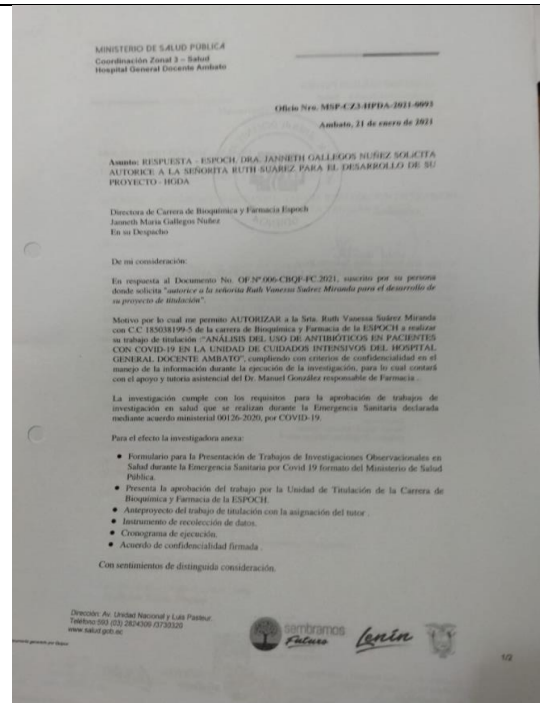 MINISTERIO DE SALUD PÚBLICA
Coordinación Zonal 3 – Salud
Hospital General Docente Ambato
Oficio Nro. MSP-CZ3-HPDA-2021-0093
Ambato, 21 de enero de 2021
Asunto: RESPUESTA - ESPOCH, DRA. JANNETH GALLEGOS NUÑEZ SOLICITA
AUTORICE A LA SEÑORITA RUTH SUAREZ PARA EL DESARROLLO DE SU
PROYECTO - HGDA
Directora de Carrera de Bioquímica y Farmacia Espoch
Janneth Maria Gallegos Nuñez
En su Despacho
De mi consideración:
En respuesta al Documento No. OF.Nº.006-CBQF-FC.2021, suscrito por su persona
donde solicita "autorice a la señorita Ruth Vanessa Suárez Miranda para el desarrollo de
su proyecto de titulación".
Motivo por lo cual me permito AUTORIZAR a la Srta. Ruth Vanessa Suárez Miranda
con C.C 185038199-5 de la carrera de Bioquímica y Farmacia de la ESPOCH a realizar
su trabajo de titulación :"ANÁLISIS DEL USO DE ANTIBIÓTICOS EN PACIENTES
CON COVID-19 EN LA UNIDAD DE CUIDADOS INTENSIVOS DEL HOSPITAL
GENERAL DOCENTE AMBATO", cumpliendo con criterios de confidencialidad en el
manejo de la información durante la ejecución de la investigación, para lo cual contará
con el apoyo y tutoria asistencial del Dr. Manuel González responsable de Farmacia .
La investigación cumple con los requisitos para la aprobación de trabajos de
investigación en salud que se realizan durante la Emergencia Sanitaria declarada
mediante acuerdo ministerial 00126-2020, por COVID-19.
Para el efecto la investigadora anexa:
● Formulario para la Presentación de Trabajos de Investigaciones Observacionales en
Salud durante la Emergencia Sanitaria por Covid 19 formato del Ministerio de Salud
Pública.
● Presenta la aprobación del trabajo por la Unidad de Titulación de la Carrera de
Bioquímica y Farmacia de la ESPOCH.
● Anteproyecto del trabajo de titulación con la asignación del tutor .
● Instrumento de recolección de datos.
● Cronograma de ejecución.
● Acuerdo de confidencialidad firmada .
Con sentimientos de distinguida consideración.
Dirección: Av. Unidad Nacional y Luis Pasteur.
Teléfono:593 (03) 2824300 /3730320
www.salud.gob.ec
sembramos
Futuro
Lenín
1/2